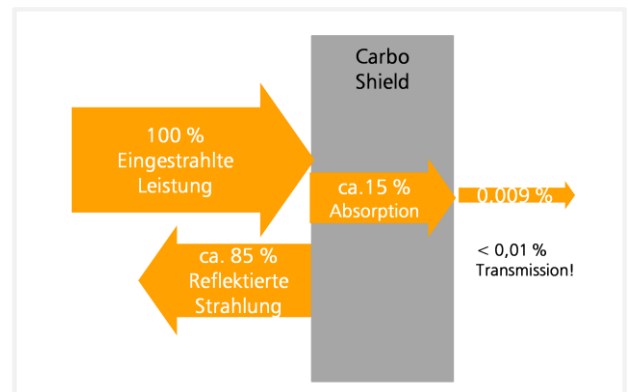 Carbo
Shield
100 %
Eingestrahlte
Leistung
ca.15 %
Absorption
0.009 %
ca. 85 %
Reflektierte
Strahlung
< 0,01 %
Transmission!